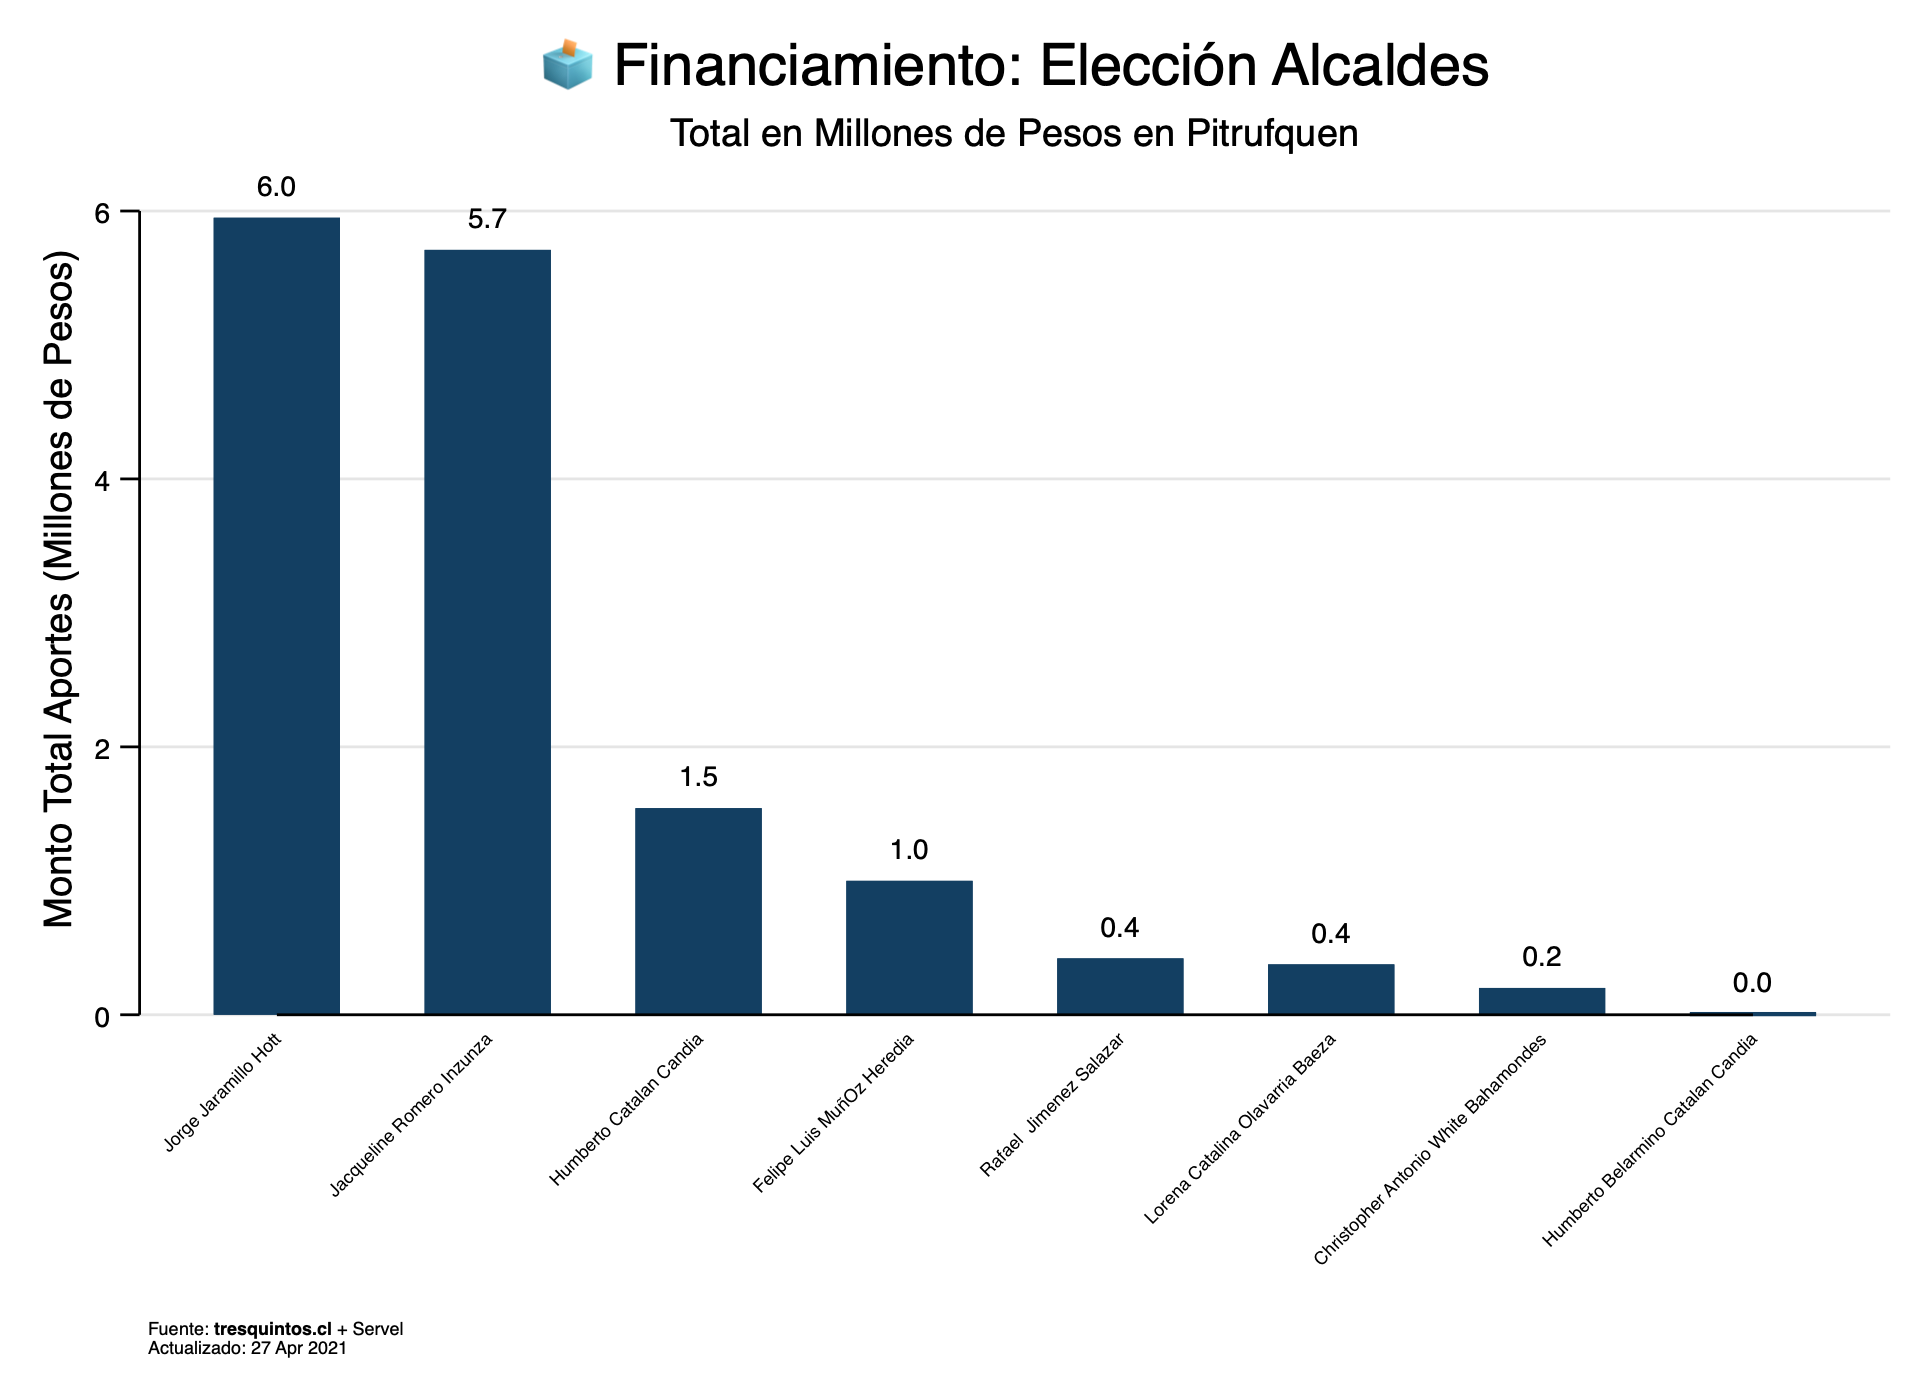 Financiamiento: Elección Alcaldes
Total en Millones de Pesos en Pitrufquen
Monto Total Aportes (Millones de Pesos)
6
4
2
0
6.0
5.7
1.5
1.0
0.4
0.4
0.2
0.0
Jorge Jaramillo Hott
Jacqueline Romero Inzunza
Humberto Catalan Candia
Felipe Luis MuñOz Heredia
Rafael  Jimenez Salazar
Lorena Catalina Olavarria Baeza
Christopher Antonio White Bahamondes
Humberto Belarmino Catalan Candia
Fuente: tresquintos.cl + Servel
Actualizado: 27 Apr 2021